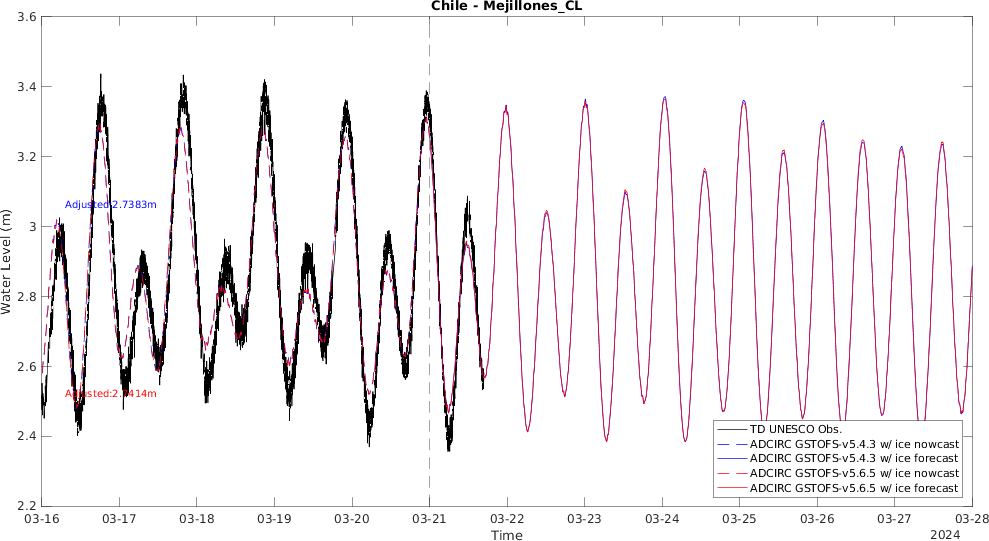 Chile - Mejillones_CL
3.6
3.4
3.2
3
2.8
2.6
2.4
2.2
Water Level (m)
Adjusted:2.7383m
TD UNESCO Obs.
ADCIRC GSTOFS-v5.4.3 w/ ice nowcast
ADCIRC GSTOFS-v5.4.3 w/ ice forecast
ADCIRC GSTOFS-v5.6.5 w/ ice nowcast
ADCIRC GSTOFS-v5.6.5 w/ ice forecast
03-16 03-17 03-18 03-19 03-20 03-21 03-22 03-23 03-24 03-25 03-26 03-27 03-28
Time
2024